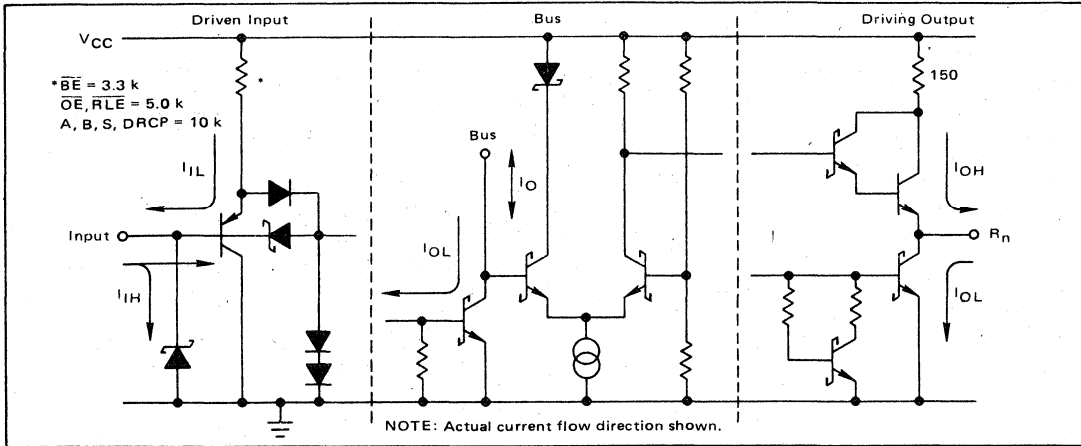 Driven Input
Bus
Driving Output
VCC
*
*BE = 3.3 k
OE, RLE = 5.0 k
A, B, S, DRCP = 10 k
150
Bus
IIL
IO
IOH
Input
Rn
IOL
IIH
IOL
NOTE: Actual current flow direction shown.